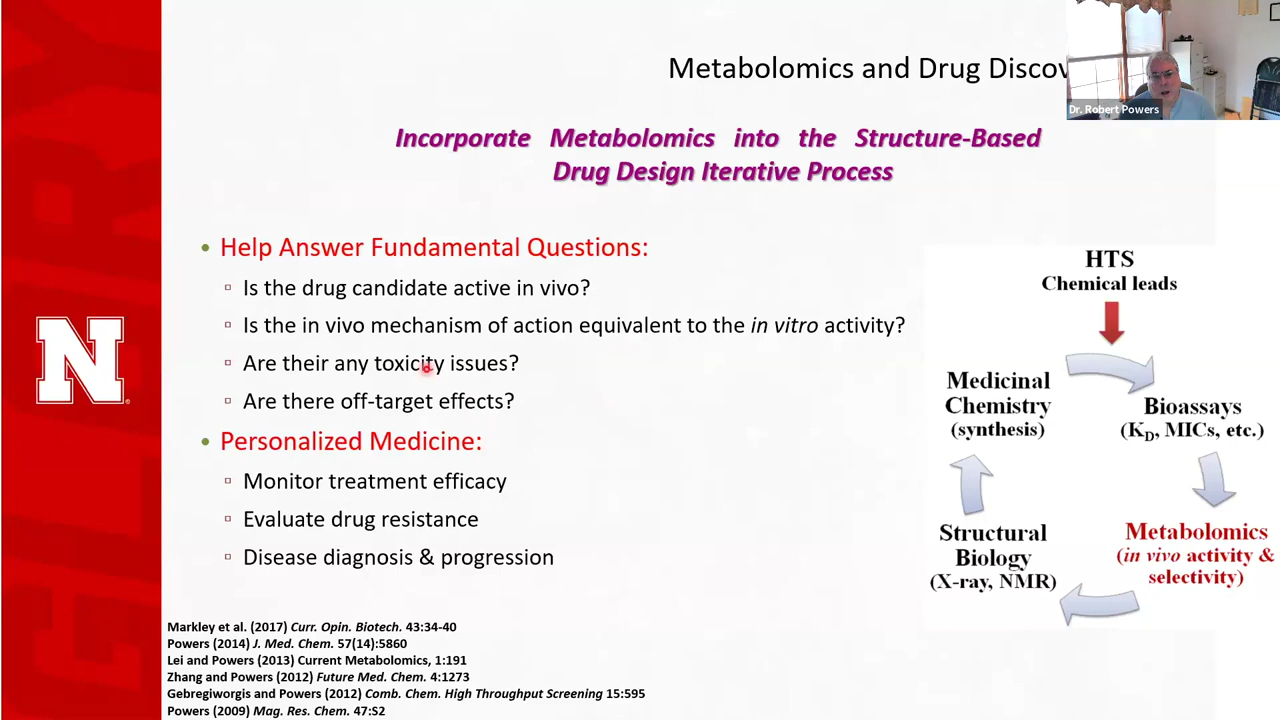 Metabolomics and Drug Discov
Dr. Robert Powers
Incorporate Metabolomics into the Structure-Based
Drug Design Iterative Process
• Help Answer Fundamental Questions:
Is the drug candidate active in vivo?
Is the in vivo mechanism of action equivalent to the in vitro activity?
Are their any toxicity issues?
Are there off-target effects?
• Personalized Medicine:
Monitor treatment efficacy
Evaluate drug resistance
Disease diagnosis & progression
HTS
Chemical leads
Bioassays
(KD, MICs, etc.)
Metabolomics
(in vivo activity &
selectivity)
Structural
Biology
(X-ray, NMR)
Medicinal
Chemistry
(synthesis)
Markley et al. (2017) Curr. Opin. Biotech. 43:34-40
Powers (2014) J. Med. Chem. 57(14):5860
Lei and Powers (2013) Current Metabolomics, 1:191
Zhang and Powers (2012) Future Med. Chem. 4:1273
Gebregiworgis and Powers (2012) Comb. Chem. High Throughput Screening 15:595
Powers (2009) Mag. Res. Chem. 47:S2
GLORY
N